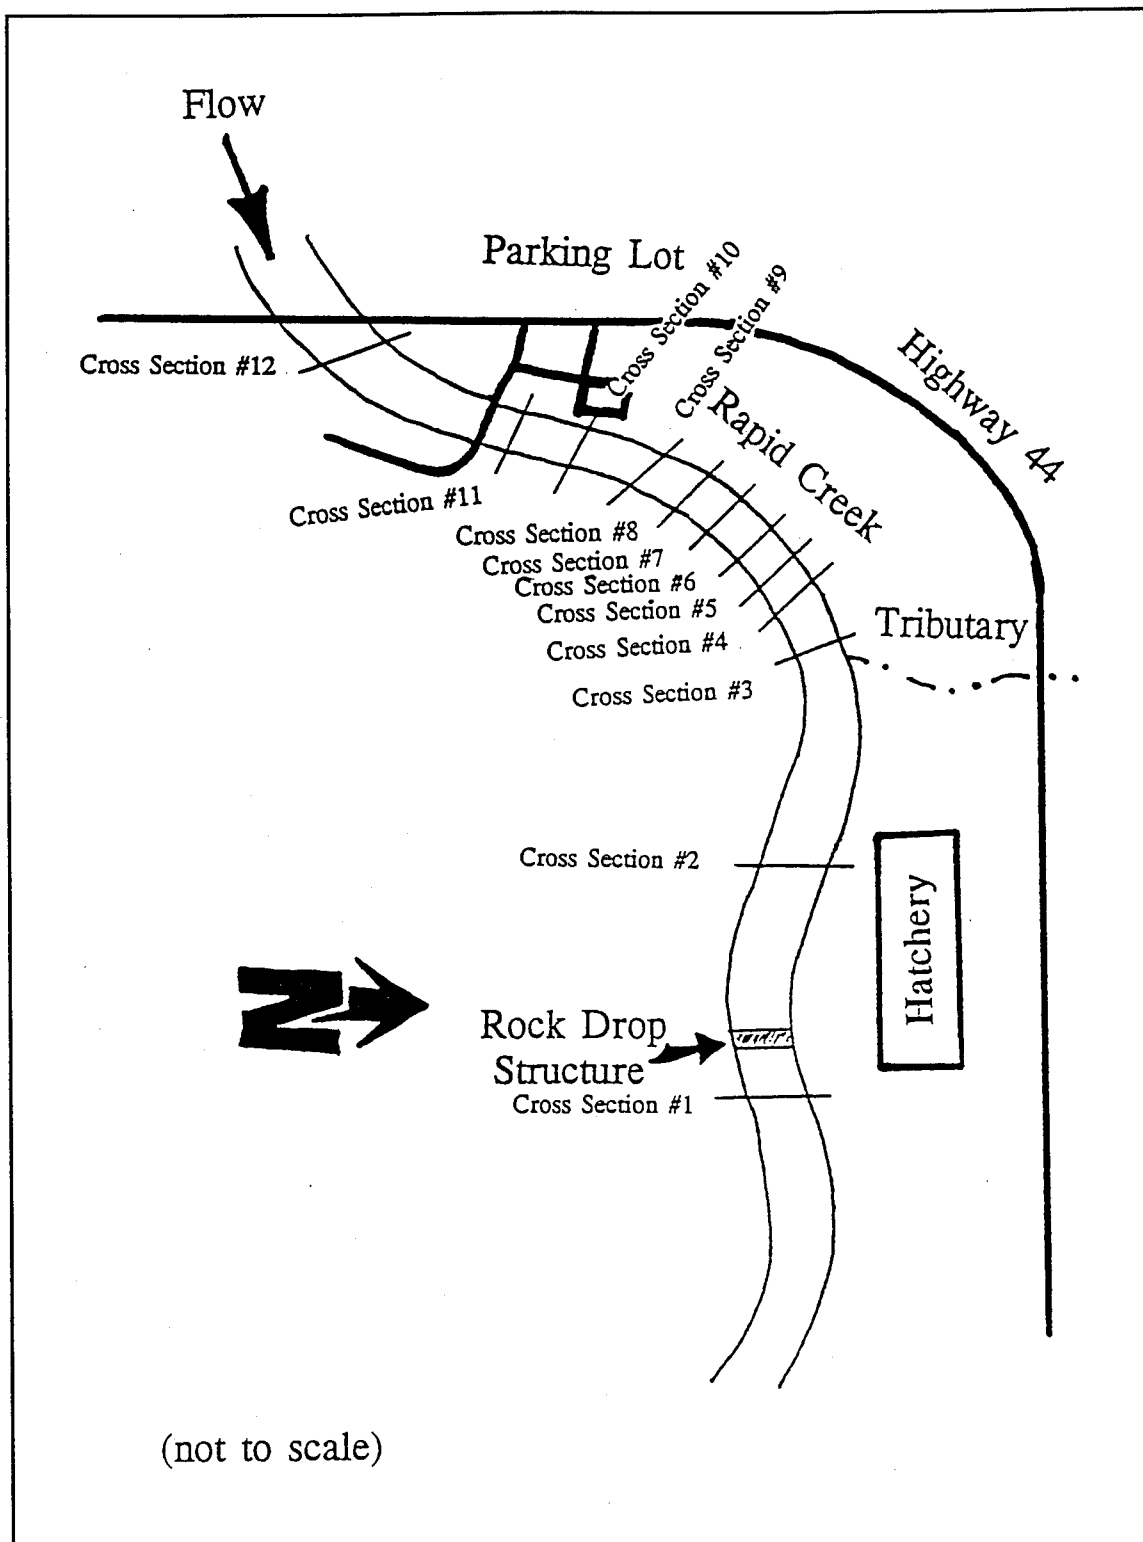 Flow
Parking Lot
Cross Section #10
Cross Section #9
Highway 44
Cross Section #12
Rapid Creek
Cross Section #11
Cross Section #8
Cross Section #7
Cross Section #6
Cross Section #5
Cross Section #4
Tributary
Cross Section #3
Cross Section #2
Hatchery
N
Rock Drop
Structure
Cross Section #1
(not to scale)